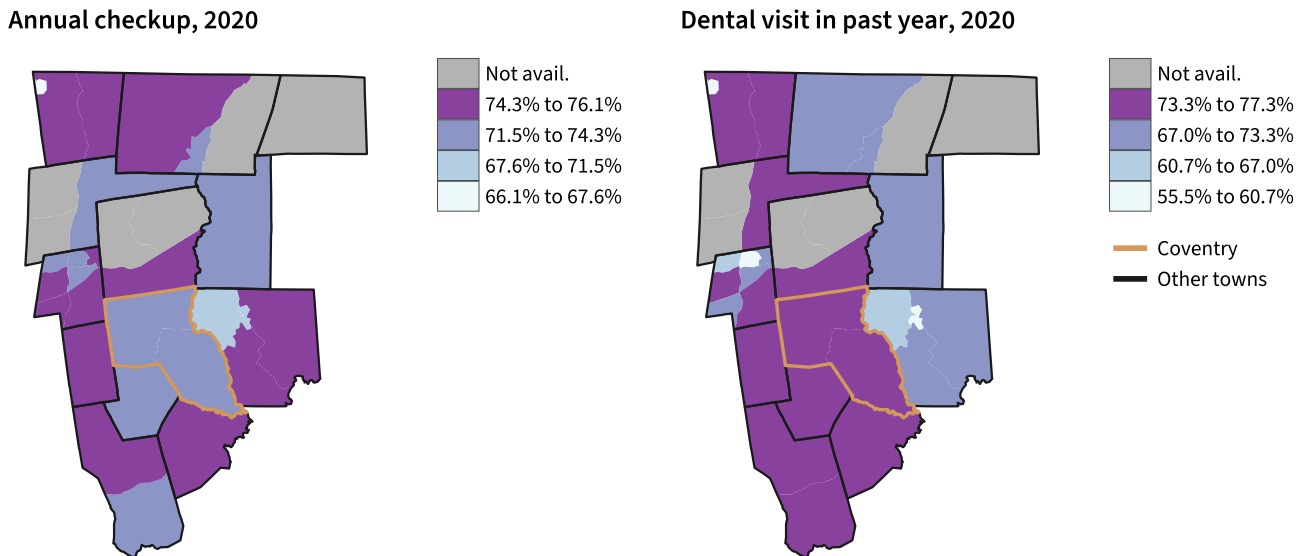 Annual checkup, 2020
Not avail.
74.3% to 76.1%
71.5% to 74.3%
67.6% to 71.5%
66.1% to 67.6%
Dental visit in past year, 2020
Not avail.
73.3% to 77.3%
67.0% to 73.3%
60.7% to 67.0%
55.5% to 60.7%
Coventry
Other towns